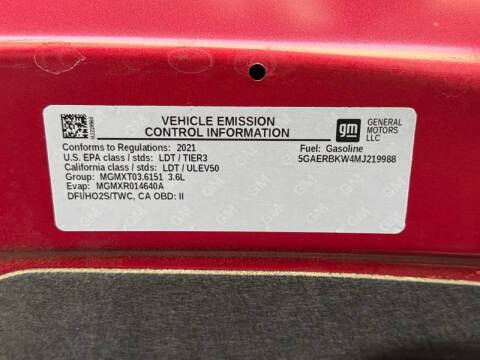 VEHICLE EMISSION
CONTROL INFORMATION
gm GENERAL
MOTORS
LLC
Conforms to Regulations: 2021
Fuel: Gasoline
U.S. EPA class / stds: LDT / TIER3
5GAERBKW4MJ219988
California class / stds: LDT / ULEV50
Group: MGMXT03.6151 3.6L
Evap: MGMXR014640A
DFI/HO2S/TWC, CA OBD: II